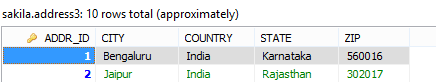 sakila.address3: 10 rows total (approximately)
ADDR_ID CITY COUNTRY STATE ZIP
1 Bengaluru India Karnataka 560016
2 Jaipur India Rajasthan 302017